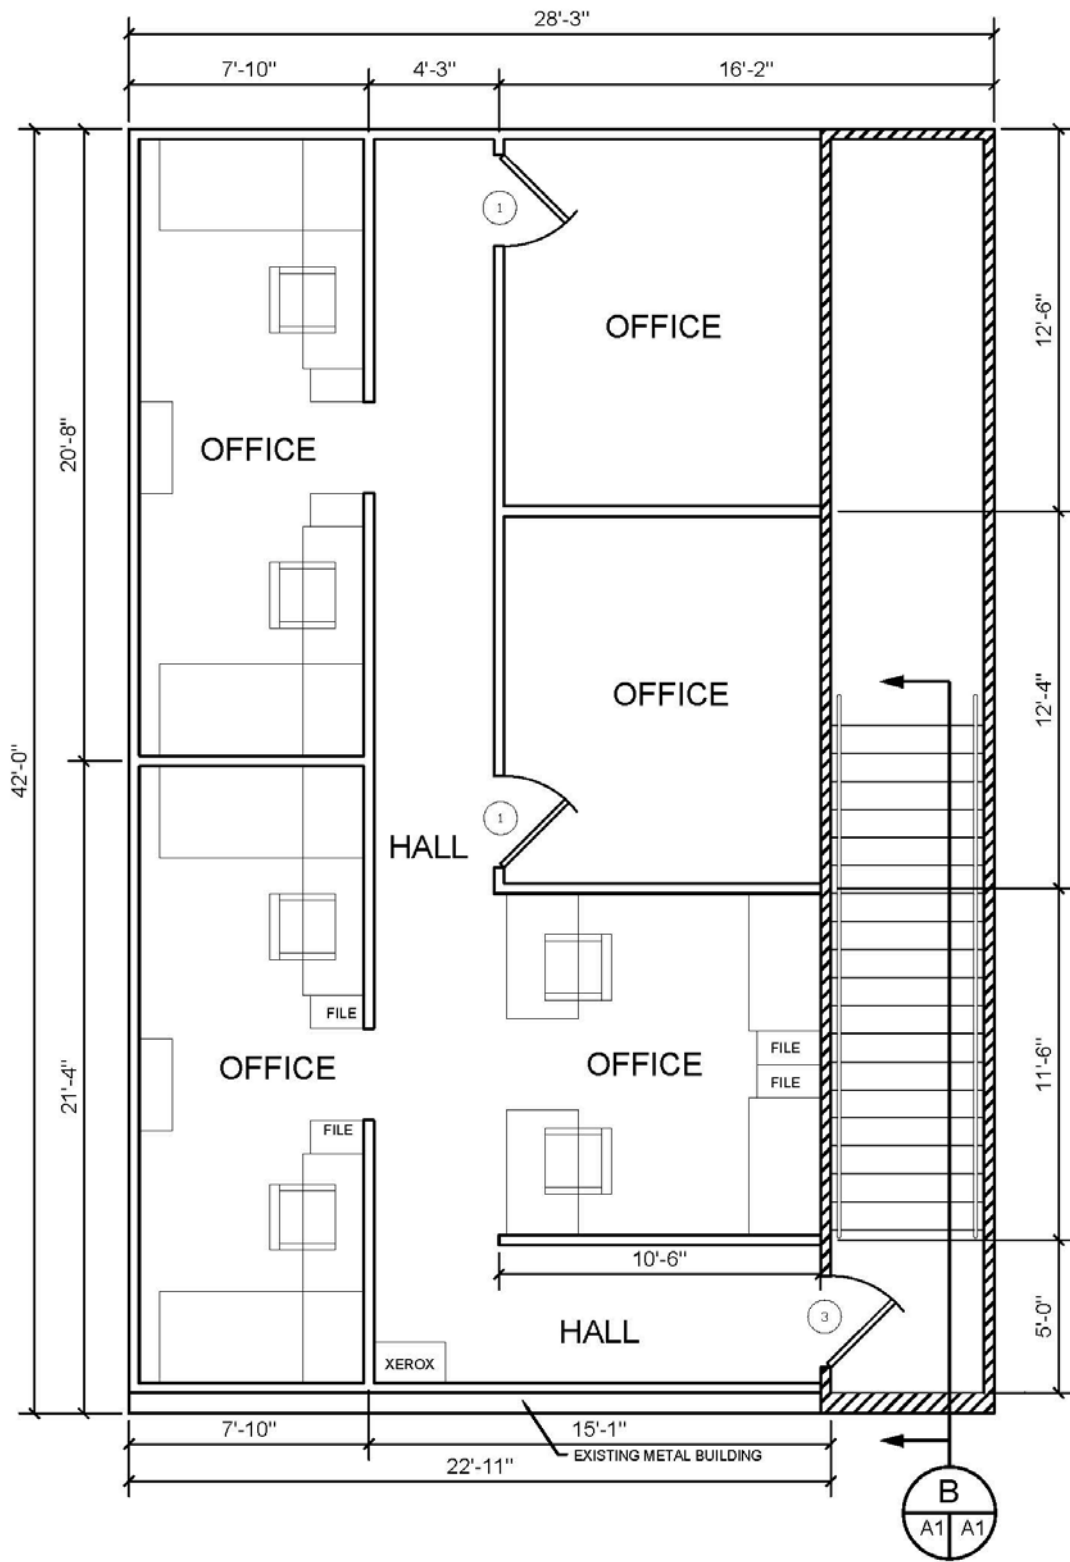 28'-3"
7'-10"
4'-3"
16'-2"
1
12'-6"
OFFICE
20'-8"
OFFICE
42'-0"
OFFICE
12'-4"
1
HALL
FILE
FILE
OFFICE
OFFICE
11'-6"
FILE
21'-4"
FILE
10'-6"
3
HALL
5'-0"
XEROX
7'-10"
15'-1"
EXISTING METAL BUILDING
22'-11"
B
A1 A1